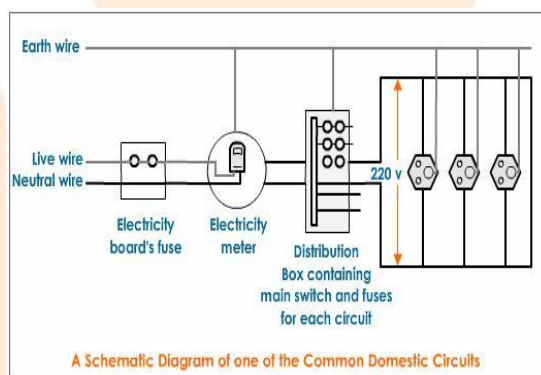 Earth wire
Live wire
Neutral wire
220 v
Electricity
board's fuse
Electricity
meter
Distribution
Box containing
main switch and fuses
for each circuit
A Schematic Diagram of one of the Common Domestic Circuits